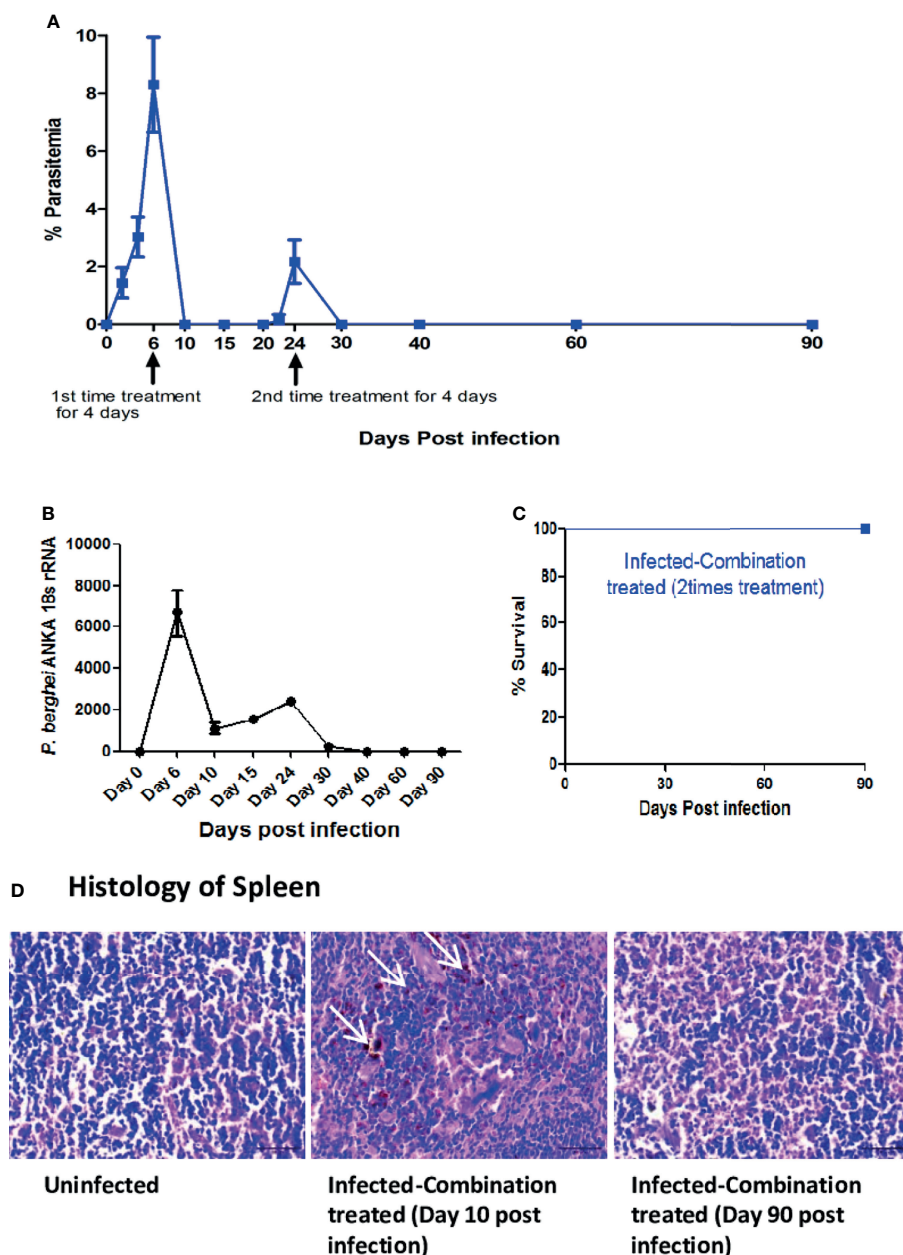 A
10
8
6
4
2
0
% Parasitemia
0 6 10 15 20 24 30 40 60 90
1st time treatment
for 4 days
2nd time treatment for 4 days
Days Post infection
B
10000
8000
6000
4000
2000
0
P. berghei ANKA 18s rRNA
Day 0 Day 6 Day 10 Day 15 Day 24 Day 30 Day 40 Day 60 Day 90
Days post infection
C
100
80
60
40
20
0
% Survival
Infected-Combination
treated (2times treatment)
0 30 60 90
Days Post infection
D Histology of Spleen
Uninfected
Infected-Combination
treated (Day 10 post
infection)
Infected-Combination
treated (Day 90 post
infection)